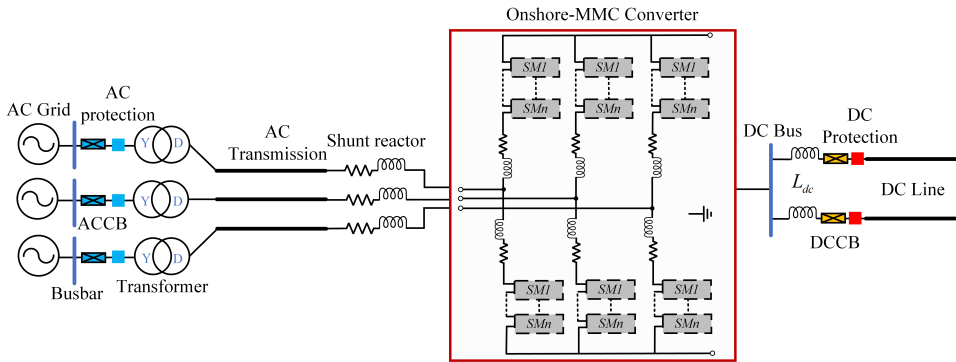 Onshore-MMC Converter
AC Grid
AC
protection
AC
Transmission
Shunt reactor
Y
D
Y
D
Y
D
ACCB
Busbar
Transformer
SM1
SM1
SM1
SMn
SMn
SMn
SM1
SM1
SM1
SMn
SMn
SMn
DC Bus
DC
Protection
L_dc
DC Line
DCCB